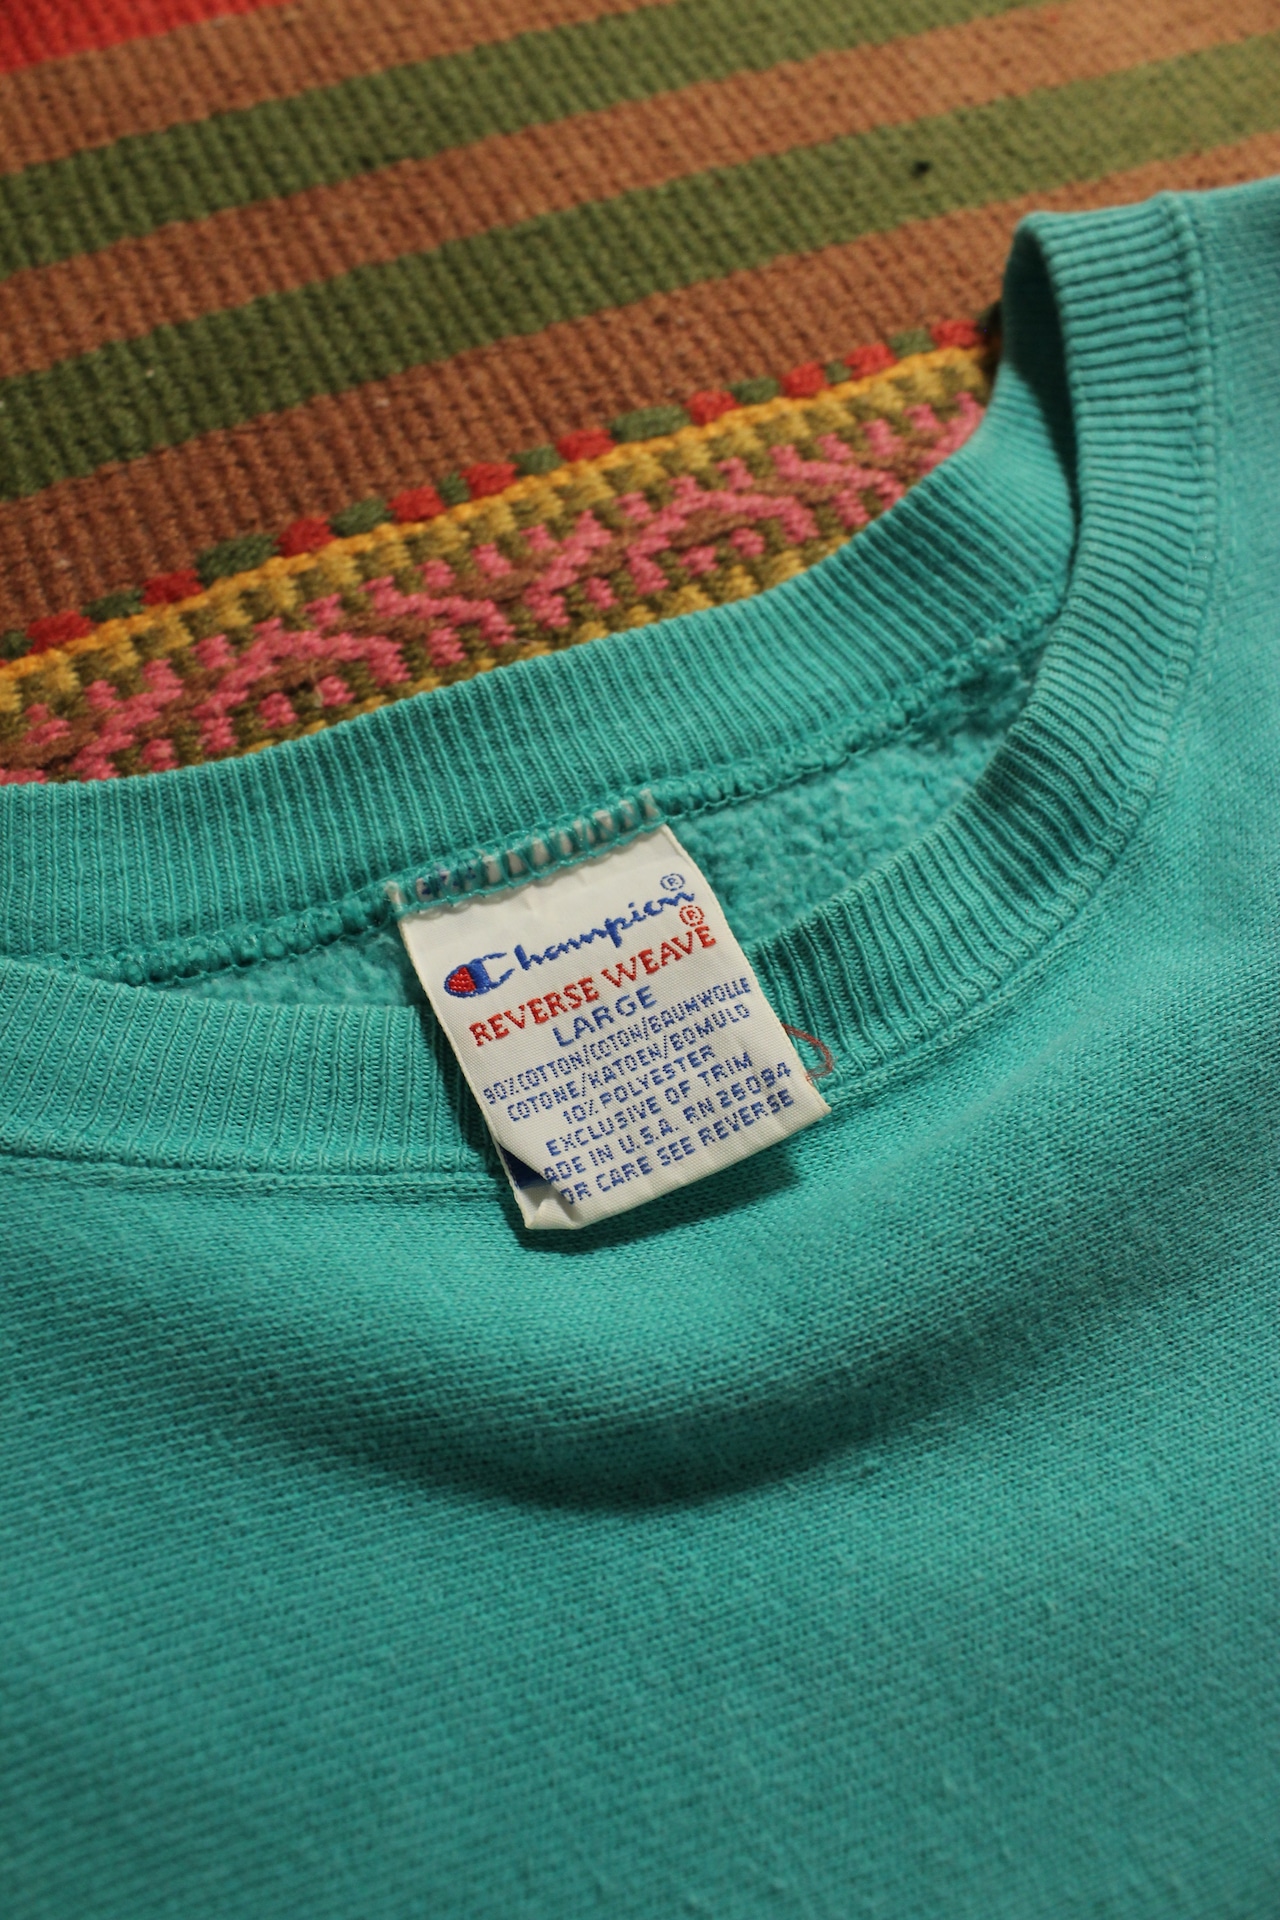 Champion®
REVERSE WEAVE®
LARGE
90% COTTON/COTON/BAUMWOLLE
COTONE/KATOEN/BOMULD
10% POLYESTER
EXCLUSIVE OF TRIM
ADE IN U.S.A. RN 26094
OR CARE SEE REVERSE